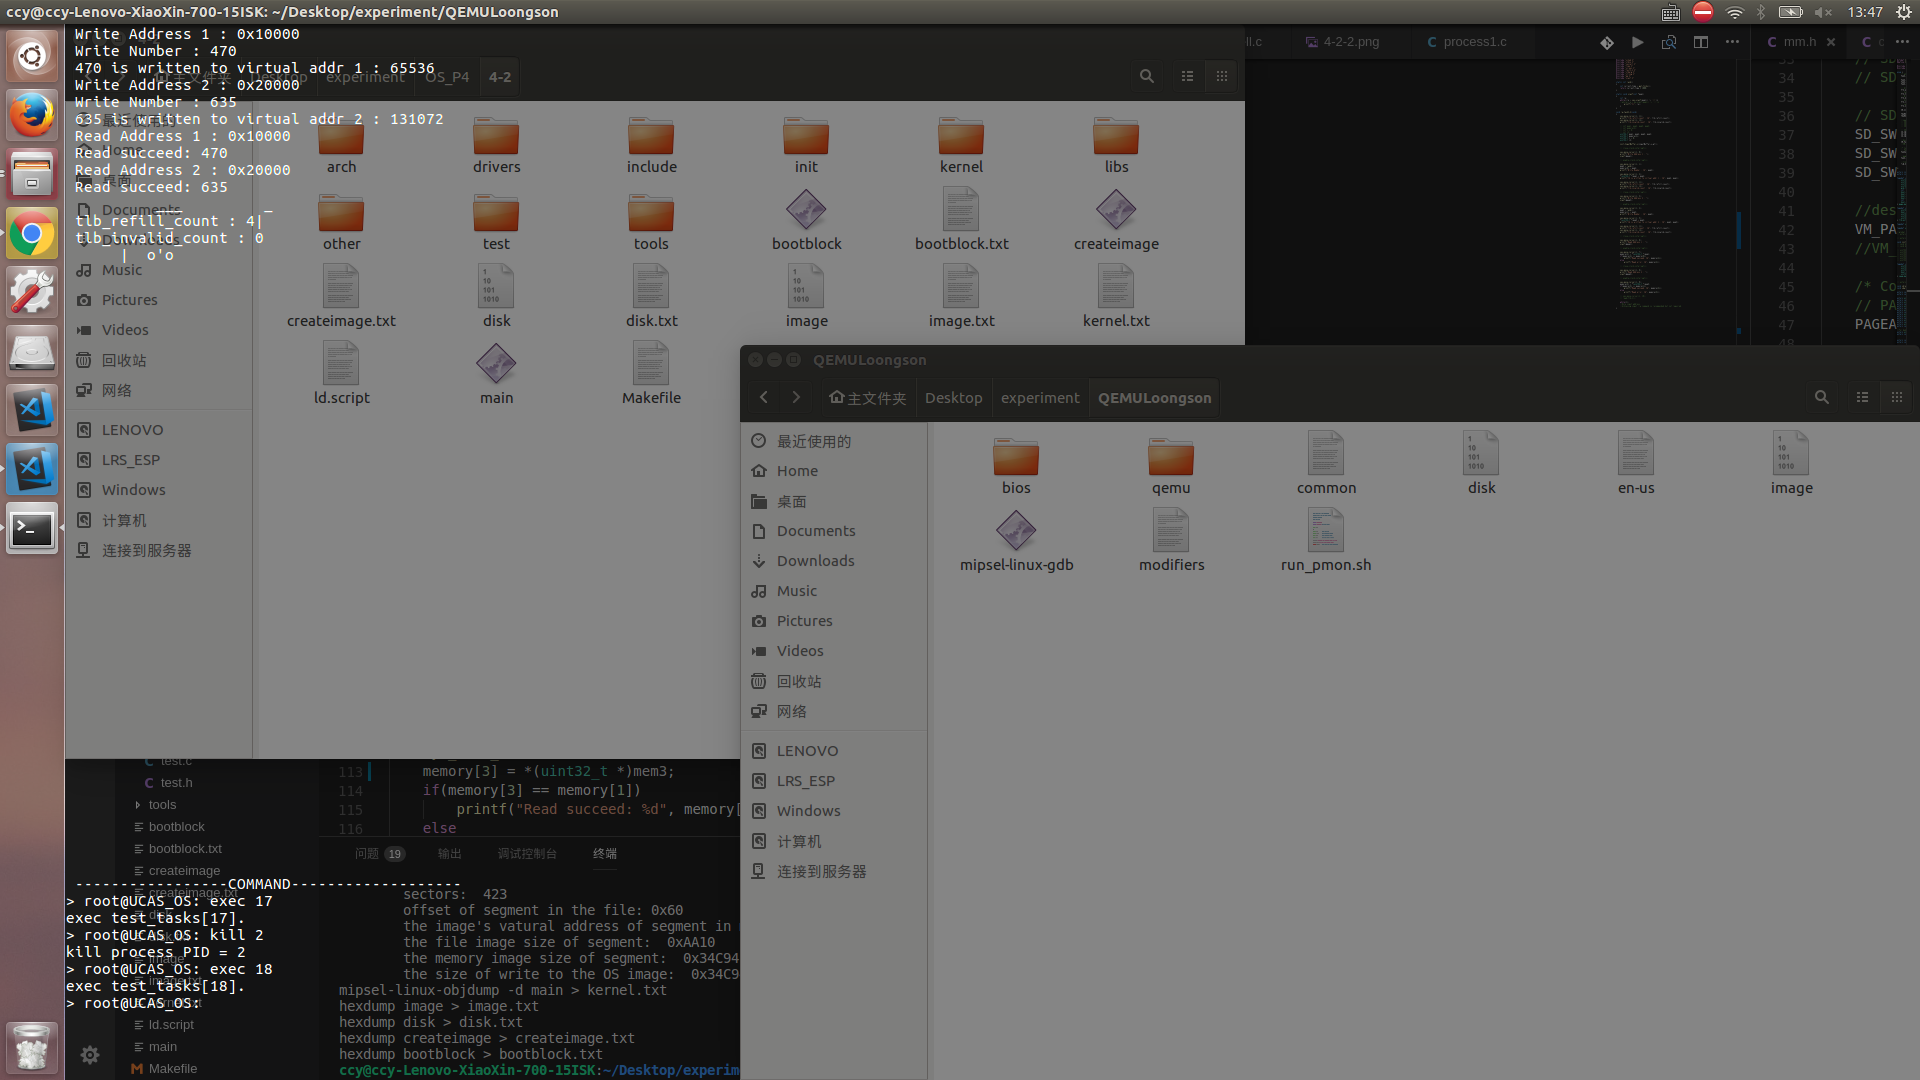 ccy@ccy-Lenovo-XiaoXin-700-15ISK: ~/Desktop/experiment/QEMULoongson
13:47
Write Address 1 : 0x10000
Write Number : 470
470 is written to virtual addr 1 : 65536
Write Address 2 : 0x20000
Write Number : 635
635 is written to virtual addr 2 : 131072
Read Address 1 : 0x10000
Read succeed: 470
Read Address 2 : 0x20000
Read succeed: 635
tlb_refill_count : 4|
tlb_invalid_count : 0
|  o'o
主文件夹 Desktop experiment OS_P4 4-2
Documents
Music
Pictures
Videos
回收站
网络
LENOVO
LRS_ESP
Windows
计算机
连接到服务器
arch drivers include init kernel libs
other test tools bootblock bootblock.txt createimage
createimage.txt disk disk.txt image image.txt kernel.txt
ld.script main Makefile
ll.c 4-2-2.png process1.c mm.h
34 // SD
35
36 // SD
37 SD_SW
38 SD_SW
39 SD_SW
40
41 //des
42 VM_PA
43 //VM_
44
45 /* Co
46 // PA
47 PAGEA
48
QEMULoongson
主文件夹 Desktop experiment QEMULoongson
最近使用的
Home
桌面
Documents
Downloads
Music
Pictures
Videos
回收站
网络
LENOVO
LRS_ESP
Windows
计算机
连接到服务器
bios qemu common disk en-us image
mipsel-linux-gdb modifiers run_pmon.sh
test.c
test.h
tools
bootblock
bootblock.txt
createimage
createimage.txt
ld.script
main
Makefile
113 memory[3] = *(uint32_t *)mem3;
114 if(memory[3] == memory[1])
115 printf("Read succeed: %d", memory[
116 else
问题 19 输出 调试控制台 终端
sectors:  423
offset of segment in the file: 0x60
the image's vatural address of segment in
the file image size of segment:  0xAA10
the memory image size of segment:  0x34C94
the size of write to the OS image:  0x34C9
mipsel-linux-objdump -d main > kernel.txt
hexdump image > image.txt
hexdump disk > disk.txt
hexdump createimage > createimage.txt
hexdump bootblock > bootblock.txt
ccy@ccy-Lenovo-XiaoXin-700-15ISK:~/Desktop/experim
-----------------COMMAND-------------------
> root@UCAS_OS: exec 17
exec test_tasks[17].
> root@UCAS_OS: kill 2
kill process PID = 2
> root@UCAS_OS: exec 18
exec test_tasks[18].
> root@UCAS_OS: